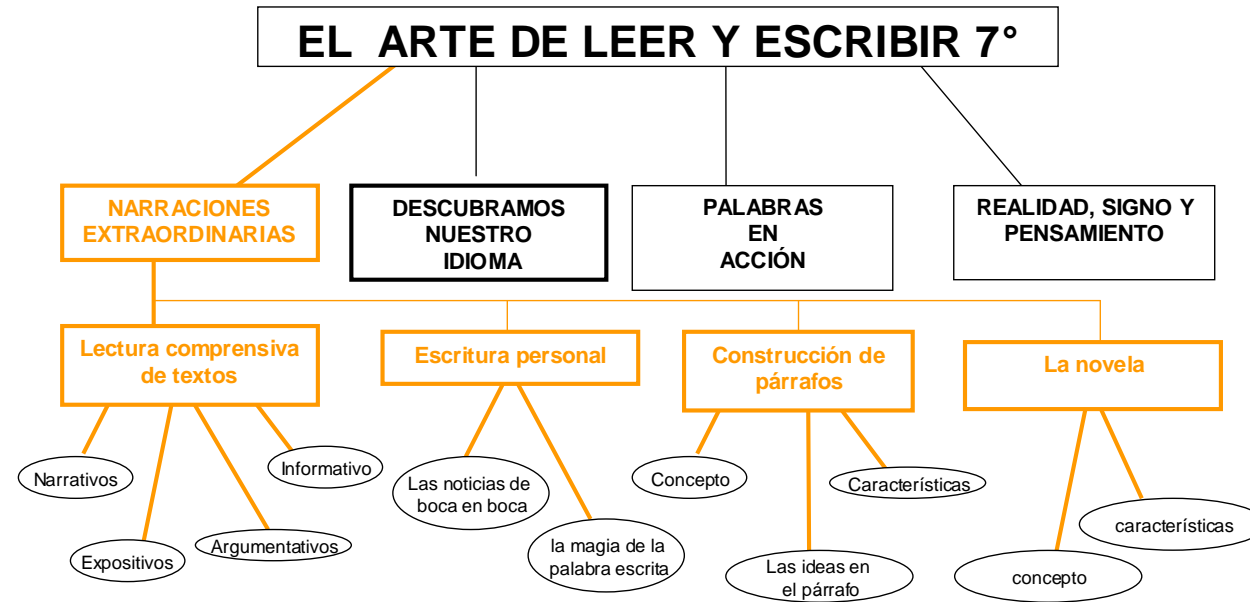 EL ARTE DE LEER Y ESCRIBIR 7°
NARRACIONES
EXTRAORDINARIAS
DESCUBRAMOS
NUESTRO
IDIOMA
PALABRAS
EN
ACCIÓN
REALIDAD, SIGNO Y
PENSAMIENTO
Lectura comprensiva
de textos
Escritura personal
Construcción de
párrafos
La novela
Narrativos
Expositivos
Argumentativos
Informativo
Las noticias de
boca en boca
la magia de la
palabra escrita
Concepto
Las ideas en
el párrafo
Características
concepto
características